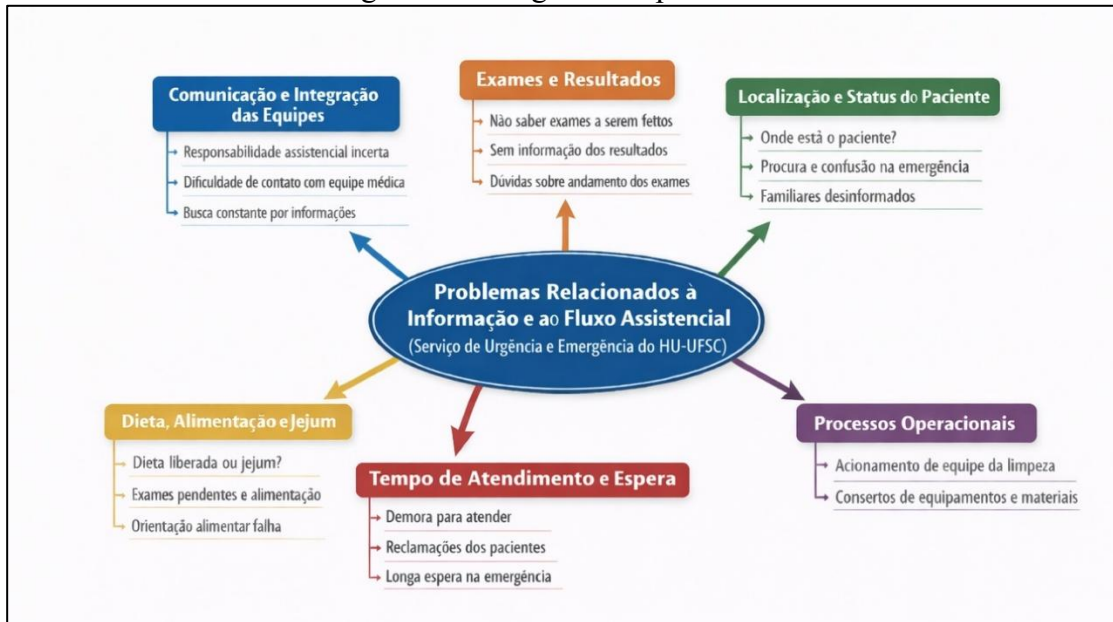 Comunicação e Integração
das Equipes
Responsabilidade assistencial incerta
Dificuldade de contato com equipe médica
Busca constante por informações
Exames e Resultados
Não saber exames a serem fettos
Sem informação dos resultados
Dúvidas sobre andamento dos exames
Localização e Status do Paciente
Onde està o paciente?
Procura e confusão na emergência
Familiares desinformados
Problemas Relacionados à
Informação e ao Fluxo Assistencial
(Serviço de Urgência e Emergência do HU-UFSC)
Dieta, Alimentação e Jejum
Dieta liberada ou jejum?
Exames pendentes e alimentação
Orientação alimentar falha
Tempo de Atendimento e Espera
Demora para atender
Reclamações dos pacientes
Longa espera na emergência
Processos Operacionais
Acionamento de equipe da limpeza
Consertos de equipamentos e materiais